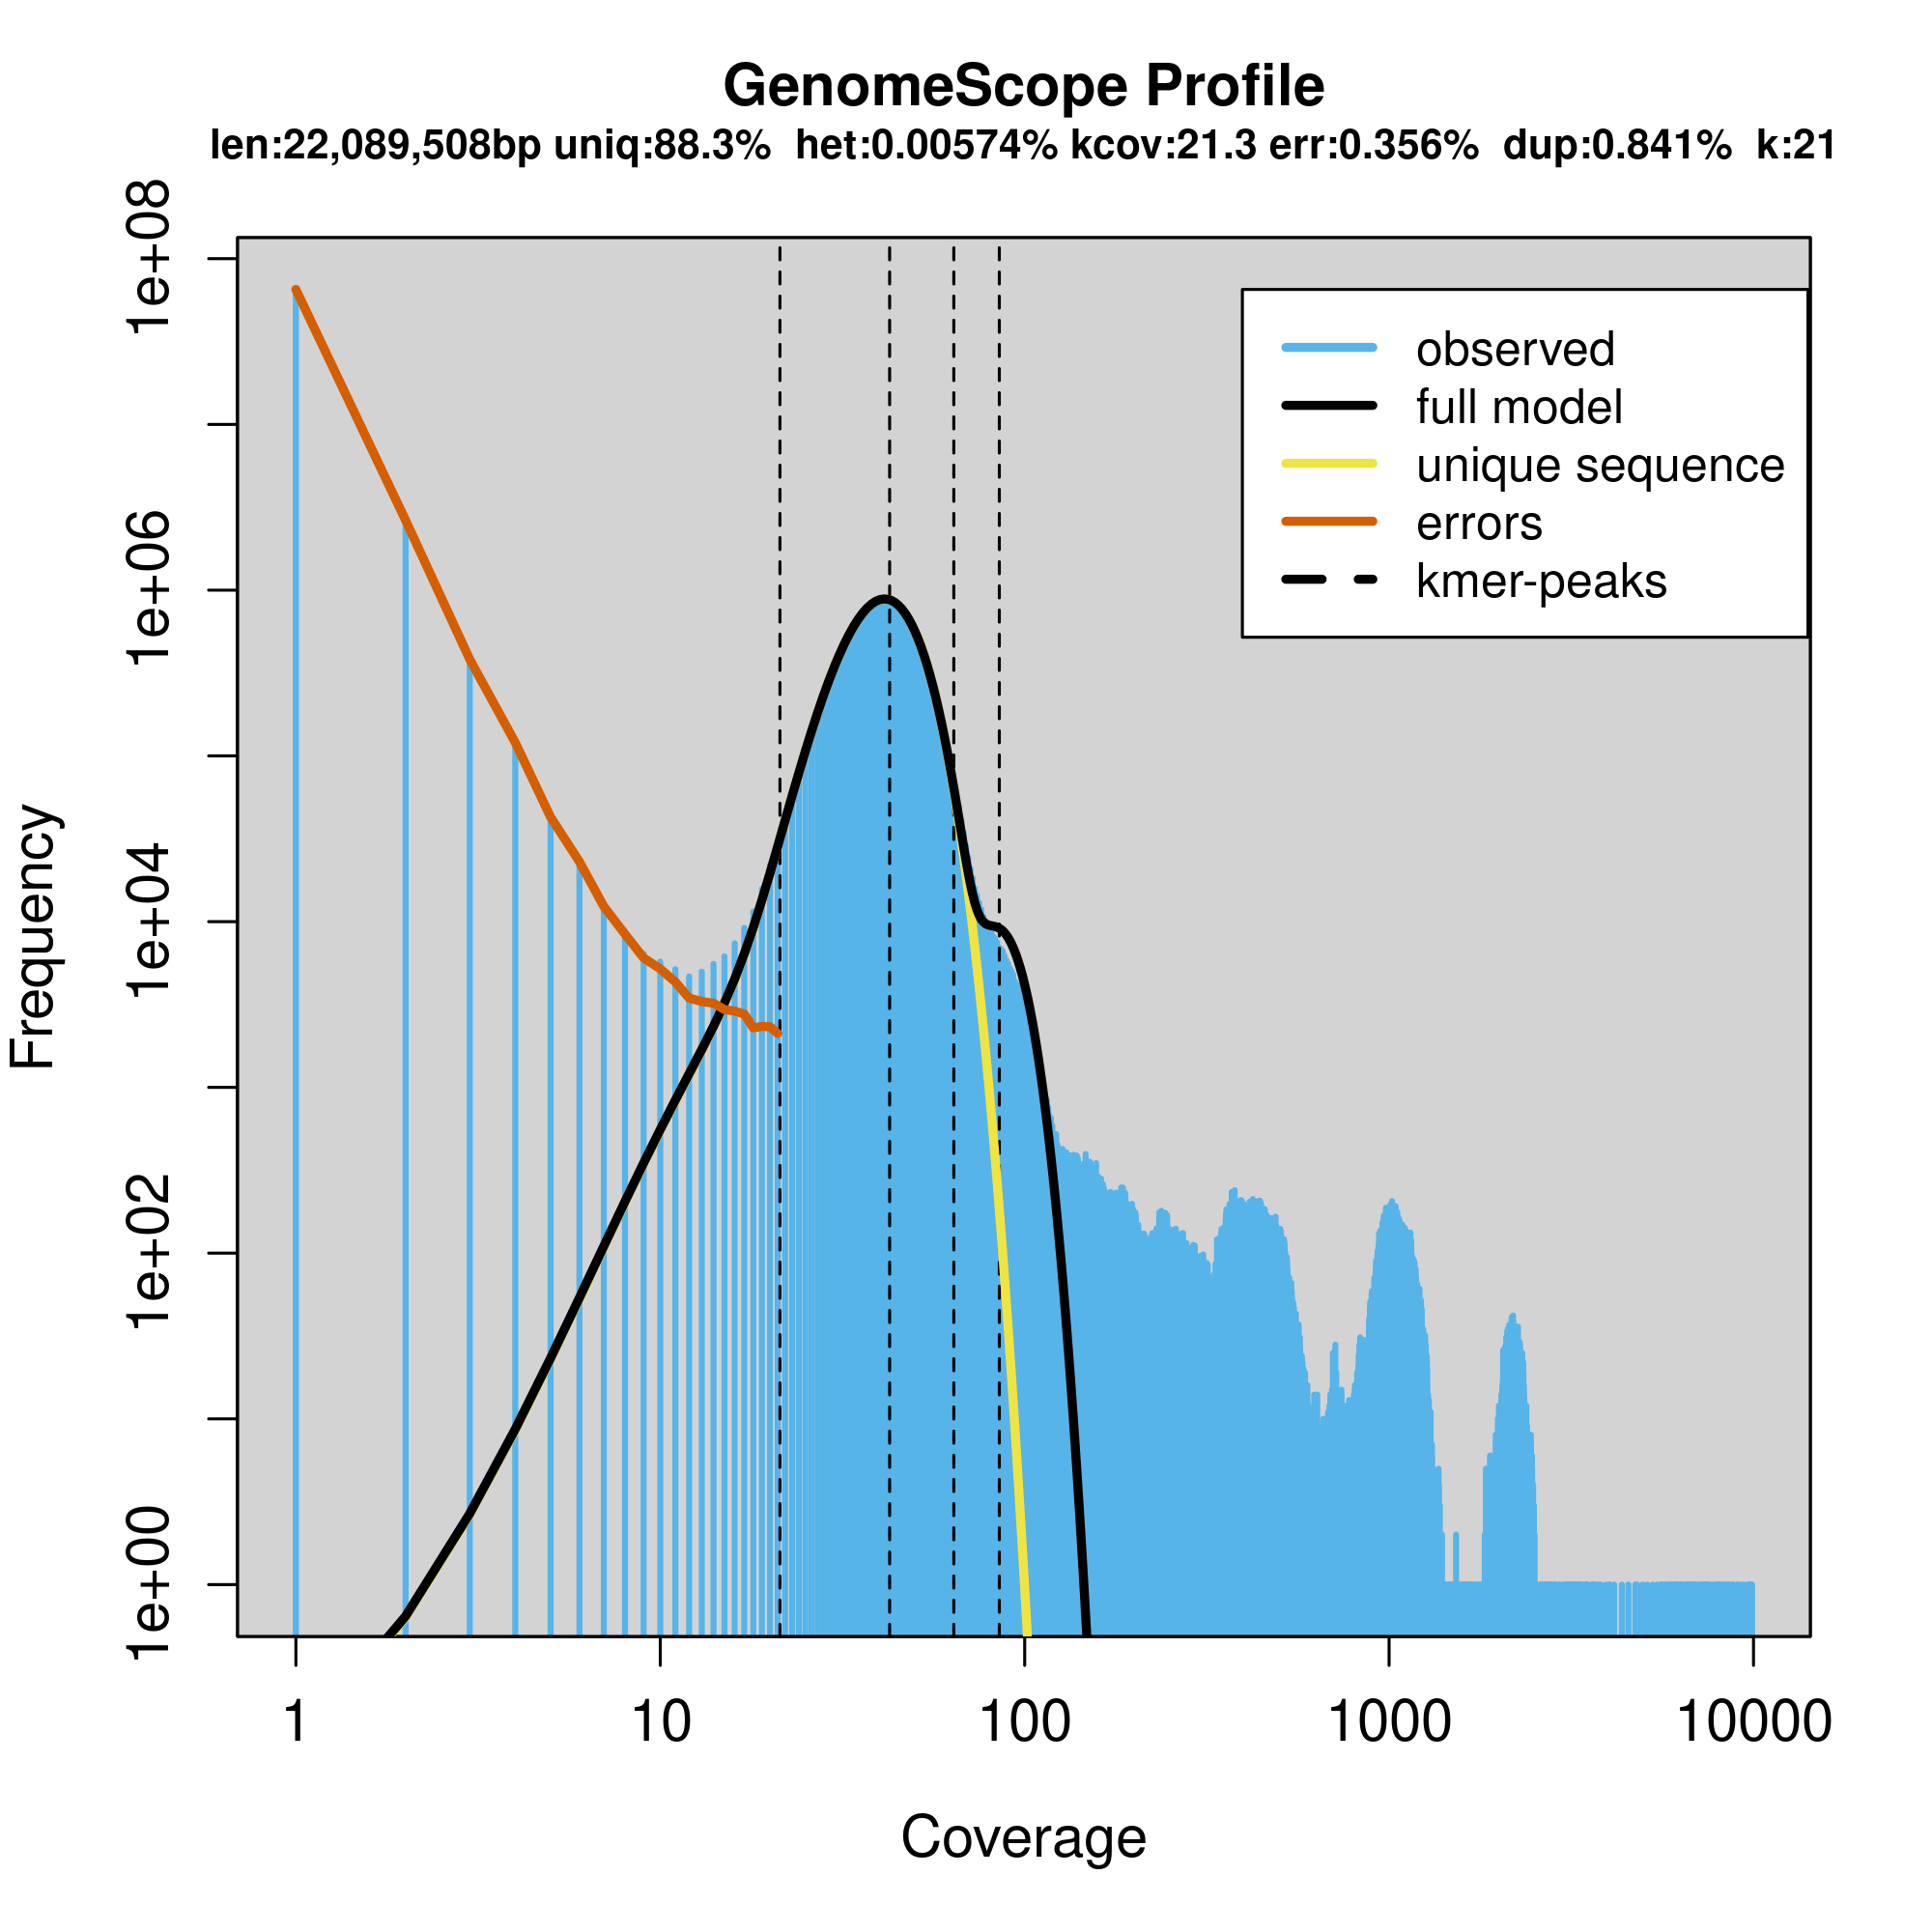 GenomeScope Profile
len:22,089,508bp uniq:88.3% het:0.00574% kcov:21.3 err:0.356% dup:0.841% k:21
1e+08
1e+06
1e+04
1e+02
1e+00
Frequency
observed
full model
unique sequence
errors
kmer-peaks
1 10 100 1000 10000
Coverage